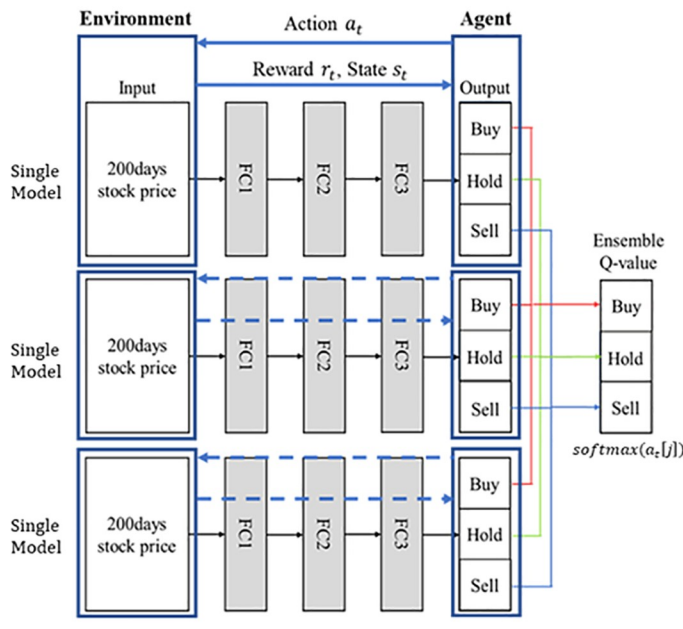 Environment
Agent
Action a_t
Reward r_t, State s_t
Input
Output
Single
Model
200days
stock price
FC1
FC2
FC3
Buy
Hold
Sell
Ensemble
Q-value
Buy
Hold
Sell
softmax(a_t[j])
Single
Model
200days
stock price
FC1
FC2
FC3
Buy
Hold
Sell
Single
Model
200days
stock price
FC1
FC2
FC3
Buy
Hold
Sell